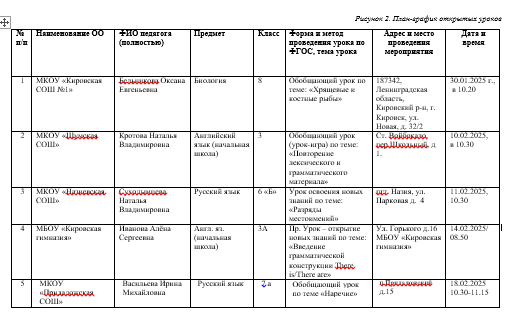 Рисунок 2. План-график открытых уроков
№ п/п
Наименование ОО
ФИО педагога
(полностью)
Предмет
Класс
Форма и метод
проведения урока по
ФГОС, тема урока
Адрес и место
проведения
мероприятия
Дата и
время
1
МКОУ «Кировская
СОШ №1»
Оксана
Евгеньевна
Биология
8
Обобщающий урок по
теме: «Хрящевые и
костные рыбы»
187342,
Ленинградская
область,
Кировский р-н, г.
Кировск, ул.
Новая, д. 32/2
30.01.2025 г.,
в 10.20
2
МКОУ «Шумская
СОШ»
Кротова Наталья
Владимировна
Английский
язык (начальная
школа)
3
Обобщающий урок
(урок-игра) по теме:
«Повторение
лексического и
грамматического
материала»
Ст. Войбокало,
пер.Школьный, д
1.
10.02.2025,
в 10.30
3
МКОУ «Назиевская
СОШ»
Наталья
Владимировна
Русский язык
6 «Б»
Урок освоения новых
знаний по теме:
«Разряды
местоимений»
пгт. Назия, ул.
Парковая д. 4
11.02.2025,
10.30
4
МБОУ «Кировская
гимназия»
Иванова Алёна
Сергеевна
Англ. яз.
(начальная
школа)
3А
Пр. Урок – открытие
новых знаний по теме:
«Введение
грамматической
конструкции There
is/There are»
Ул. Горького д.16
МБОУ «Кировская
гимназия»
14.02.2025/
08.50
5
МКОУ
«Приладожская
СОШ»
Васильева Ирина
Михайловна
Русский язык
2 а
Обобщающий урок
по теме «Наречие»
п.Приладожский
д.15
18.02.2025
10.30-11.15